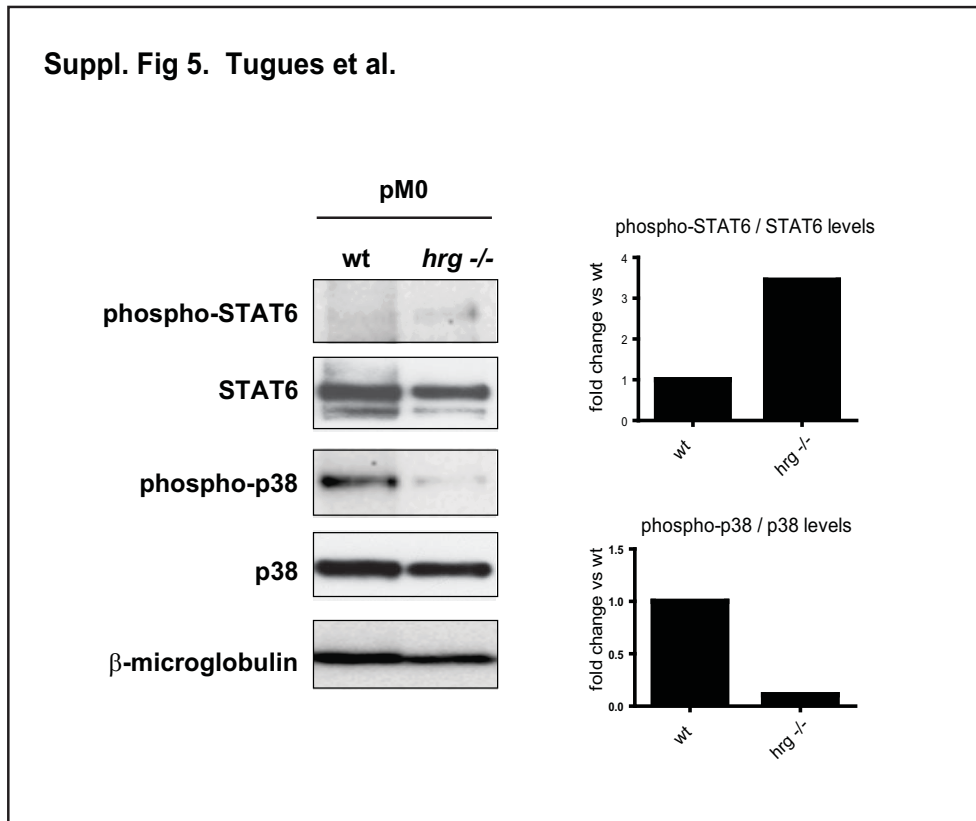 Suppl. Fig 5. Tugues et al.
pM0
wt hrg -/-
phospho-STAT6
STAT6
phospho-p38
p38
β-microglobulin
phospho-STAT6 / STAT6 levels
fold change vs wt
4
3
2
1
0
wt
hrg -/-
phospho-p38 / p38 levels
fold change vs wt
1.5
1.0
0.5
0.0
wt
hrg -/-